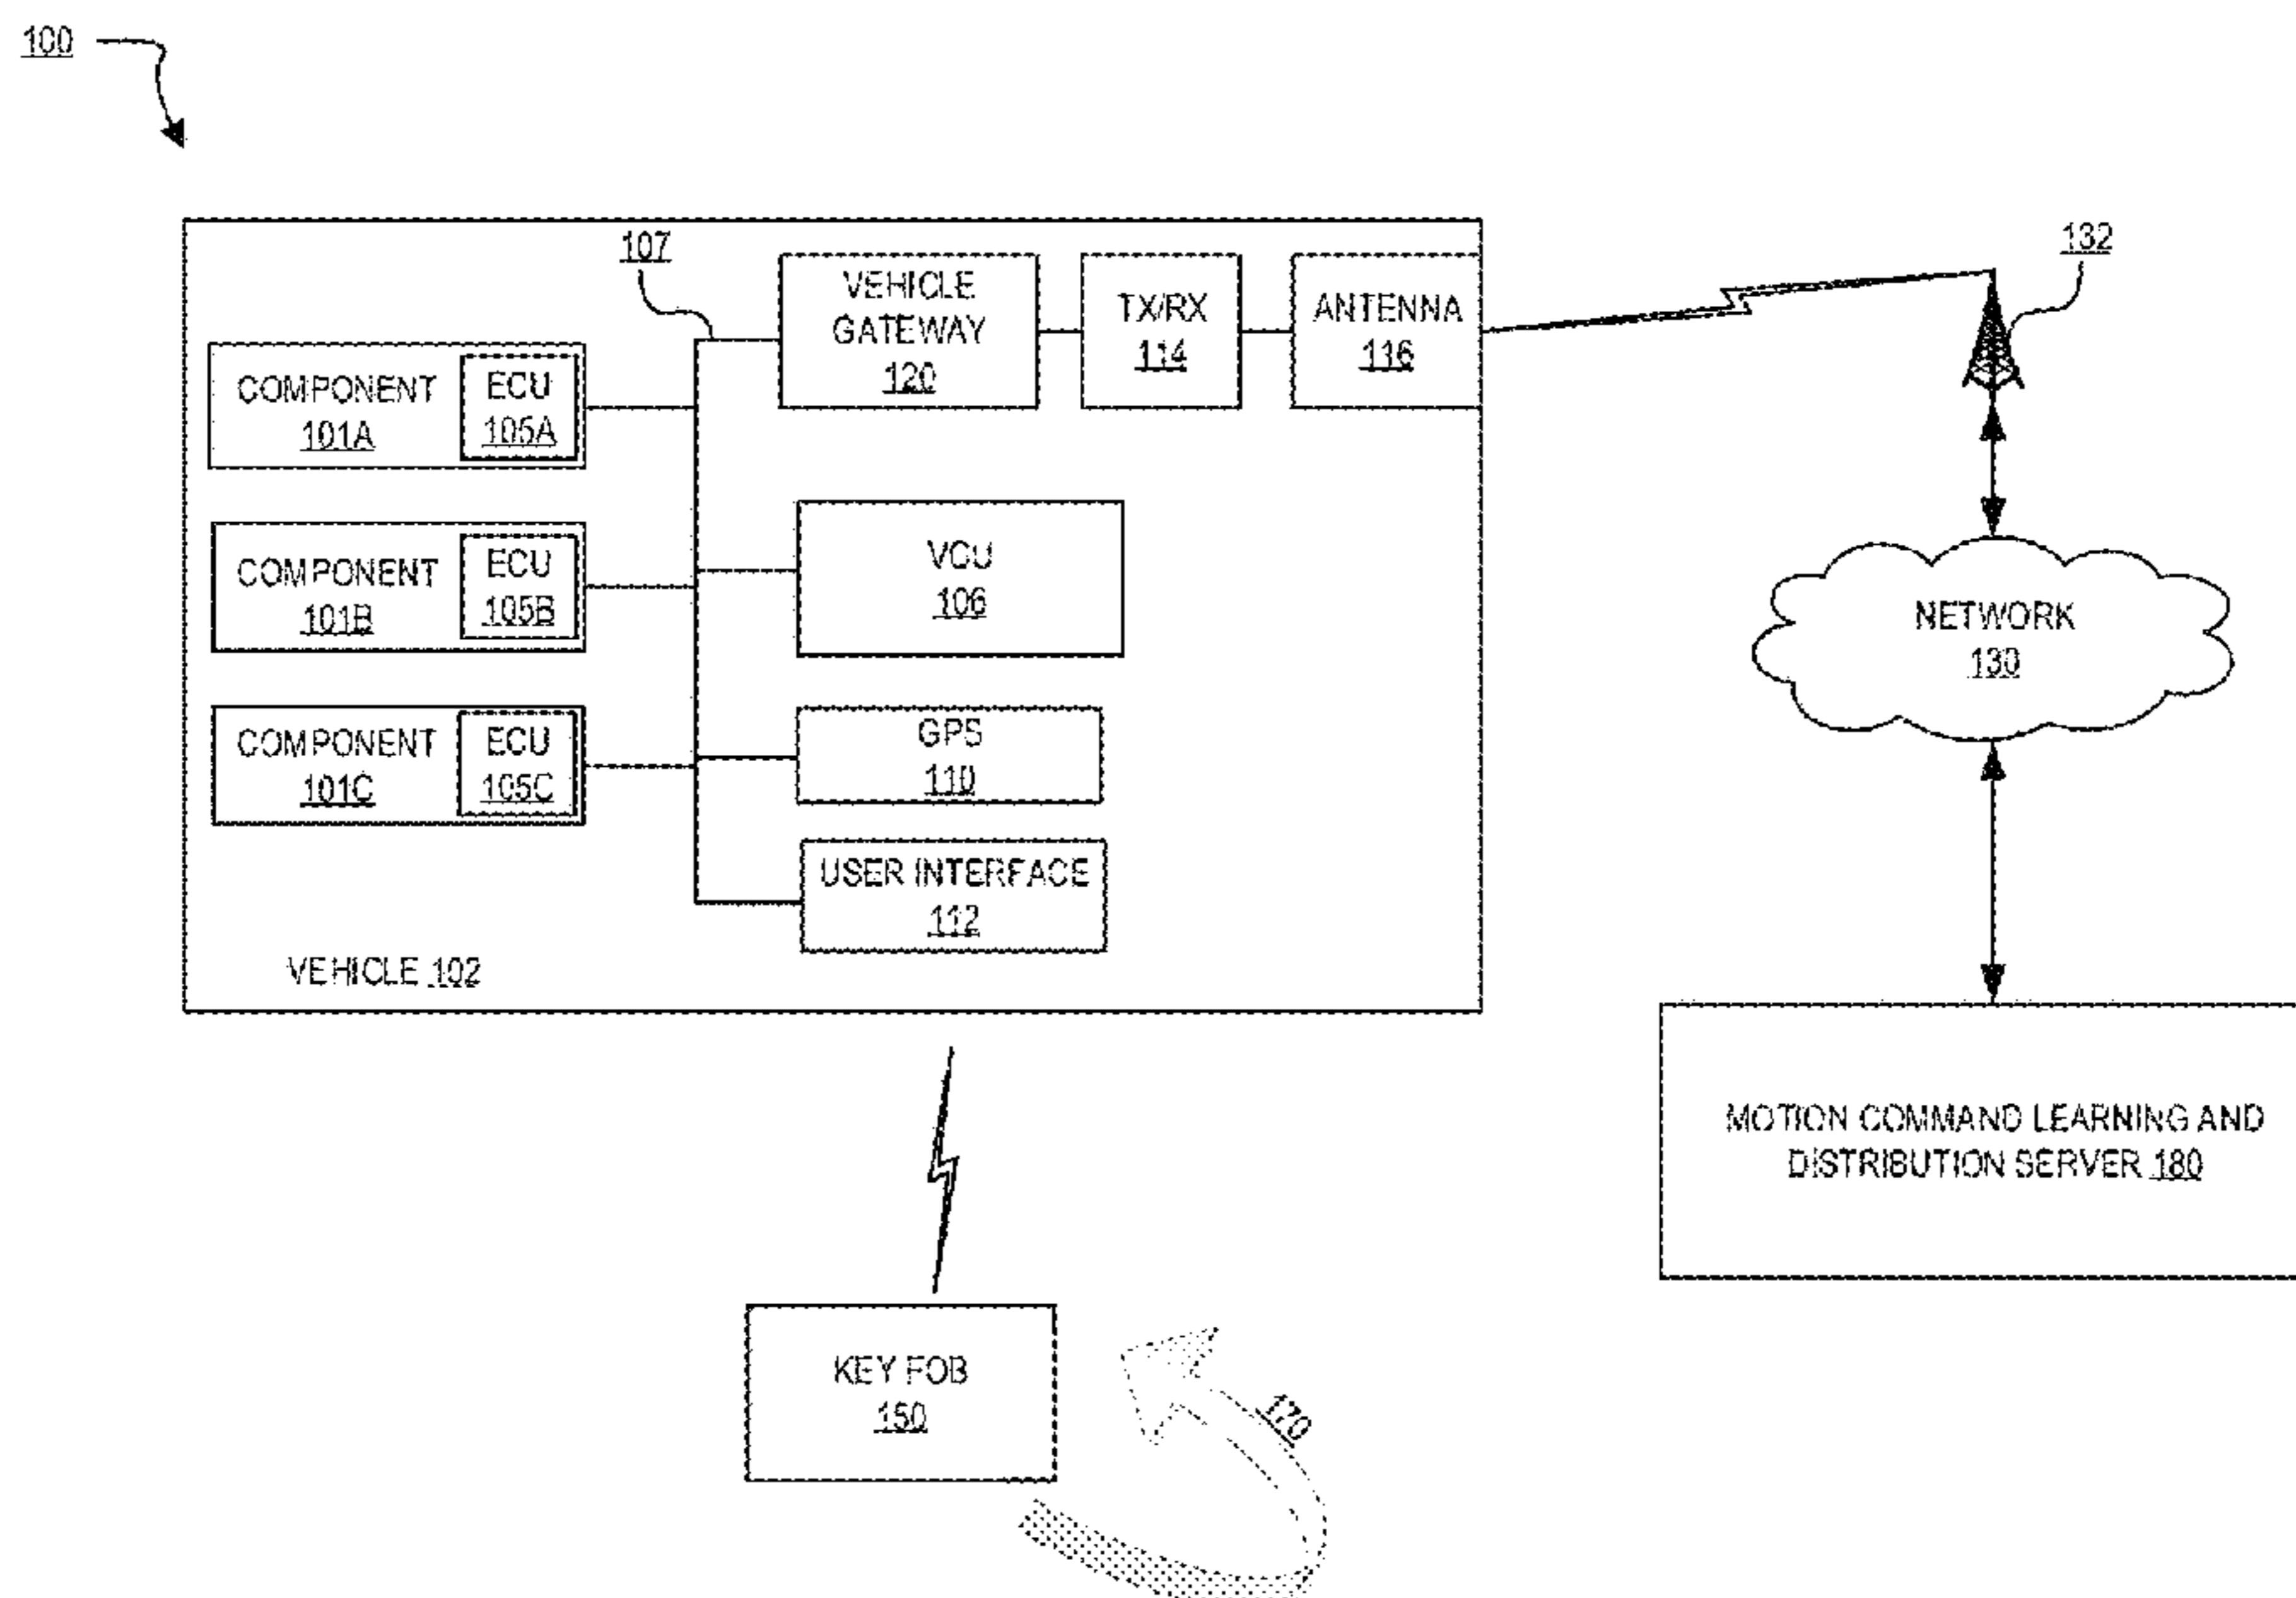 100
107
132
VEHICLE
GATEWAY
120
TX/RX
114
ANTENNA
116
COMPONENT
101A
ECU
105A
COMPONENT
101B
ECU
105B
VCU
106
NETWORK
130
COMPONENT
101C
ECU
105C
GPS
110
USER INTERFACE
112
VEHICLE 102
MOTION COMMAND LEARNING AND
DISTRIBUTION SERVER 180
KEY FOB
150
170